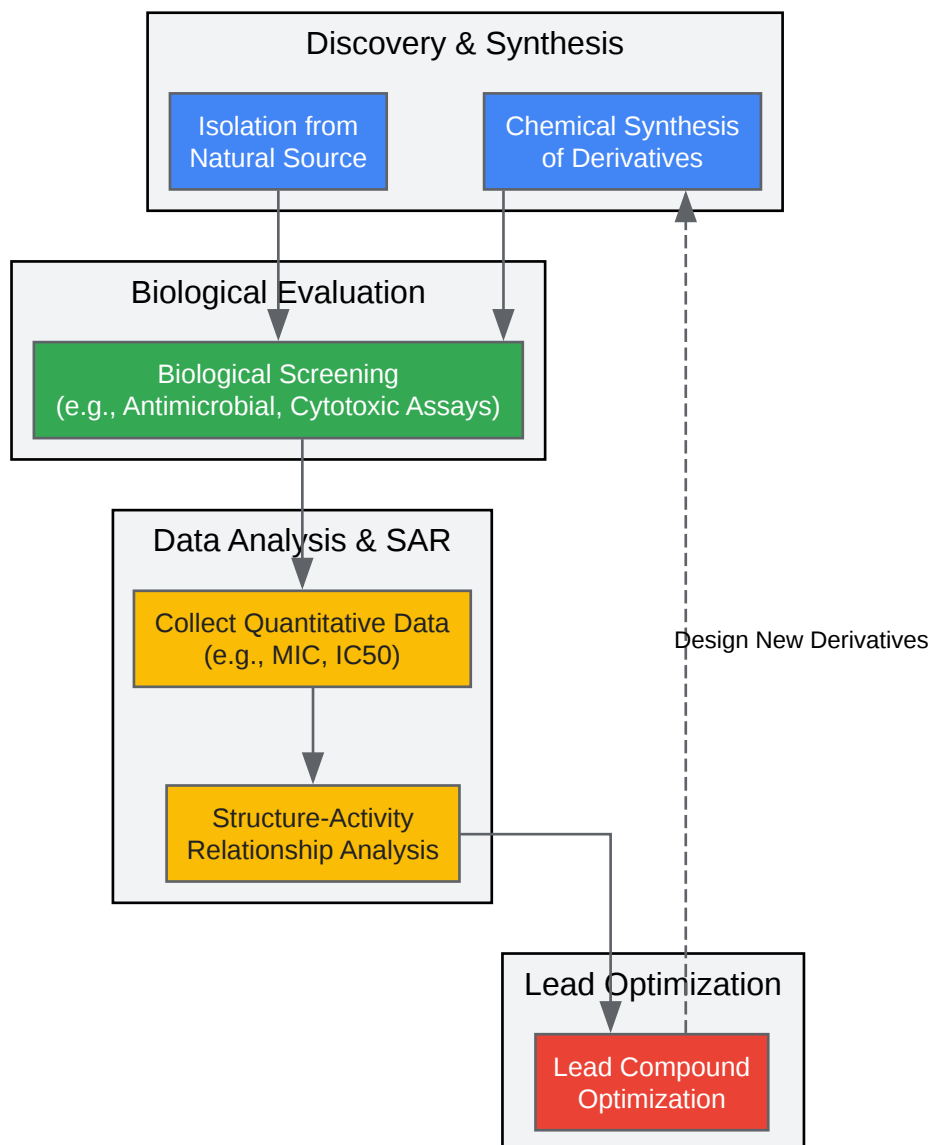 Discovery & Synthesis
Isolation from
Natural Source
Chemical Synthesis
of Derivatives
Biological Evaluation
Biological Screening
(e.g., Antimicrobial, Cytotoxic Assays)
Data Analysis & SAR
Collect Quantitative Data
(e.g., MIC, IC50)
Design New Derivatives
Structure-Activity
Relationship Analysis
Lead Optimization
Lead Compound
Optimization